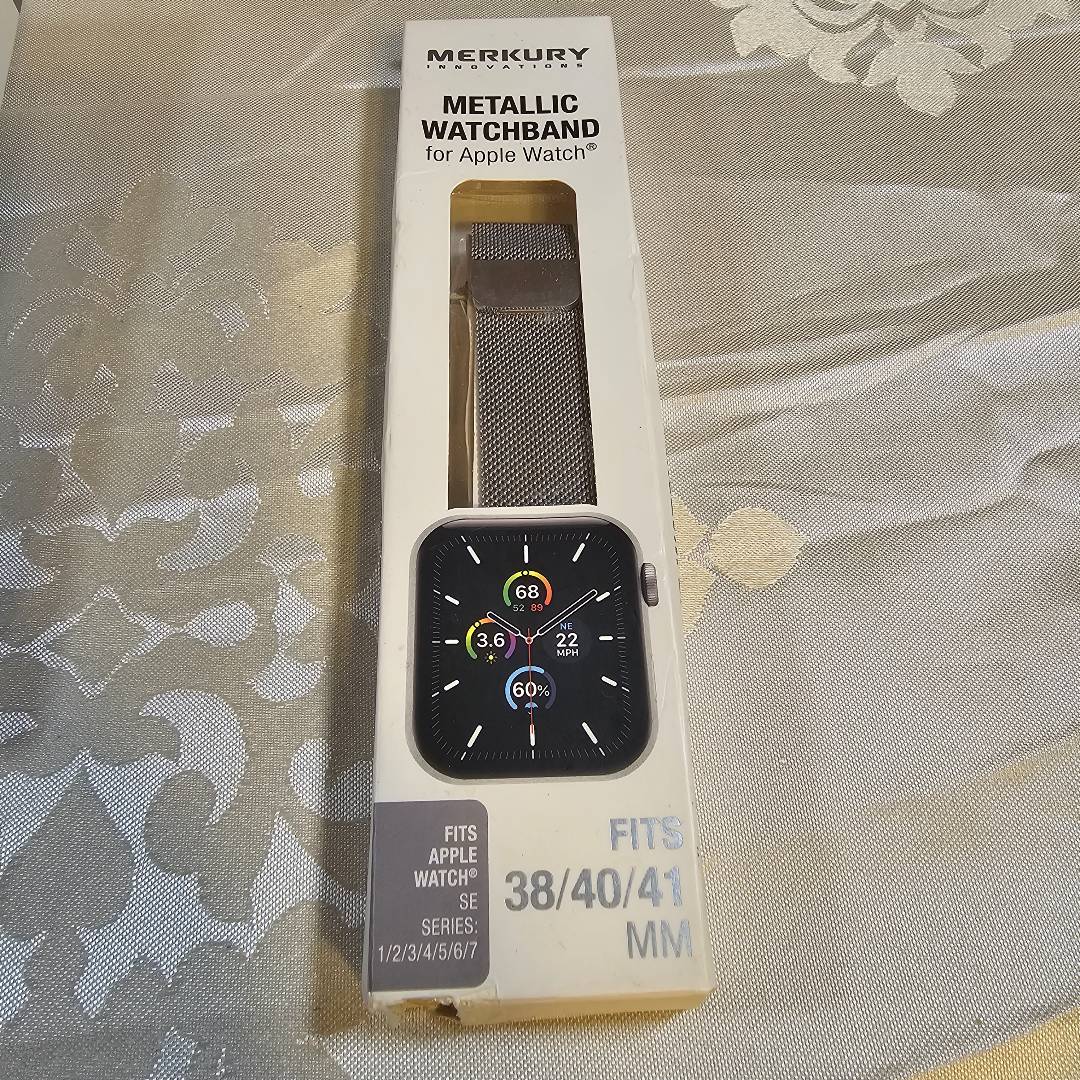 MERKURY
INNOVATIONS
METALLIC
WATCHBAND
for Apple Watch®
68
52 89
3.6
NE
22
MPH
60%
FITS
APPLE
WATCH®
SE
SERIES:
1/2/3/4/5/6/7
FITS
38/40/41
MM